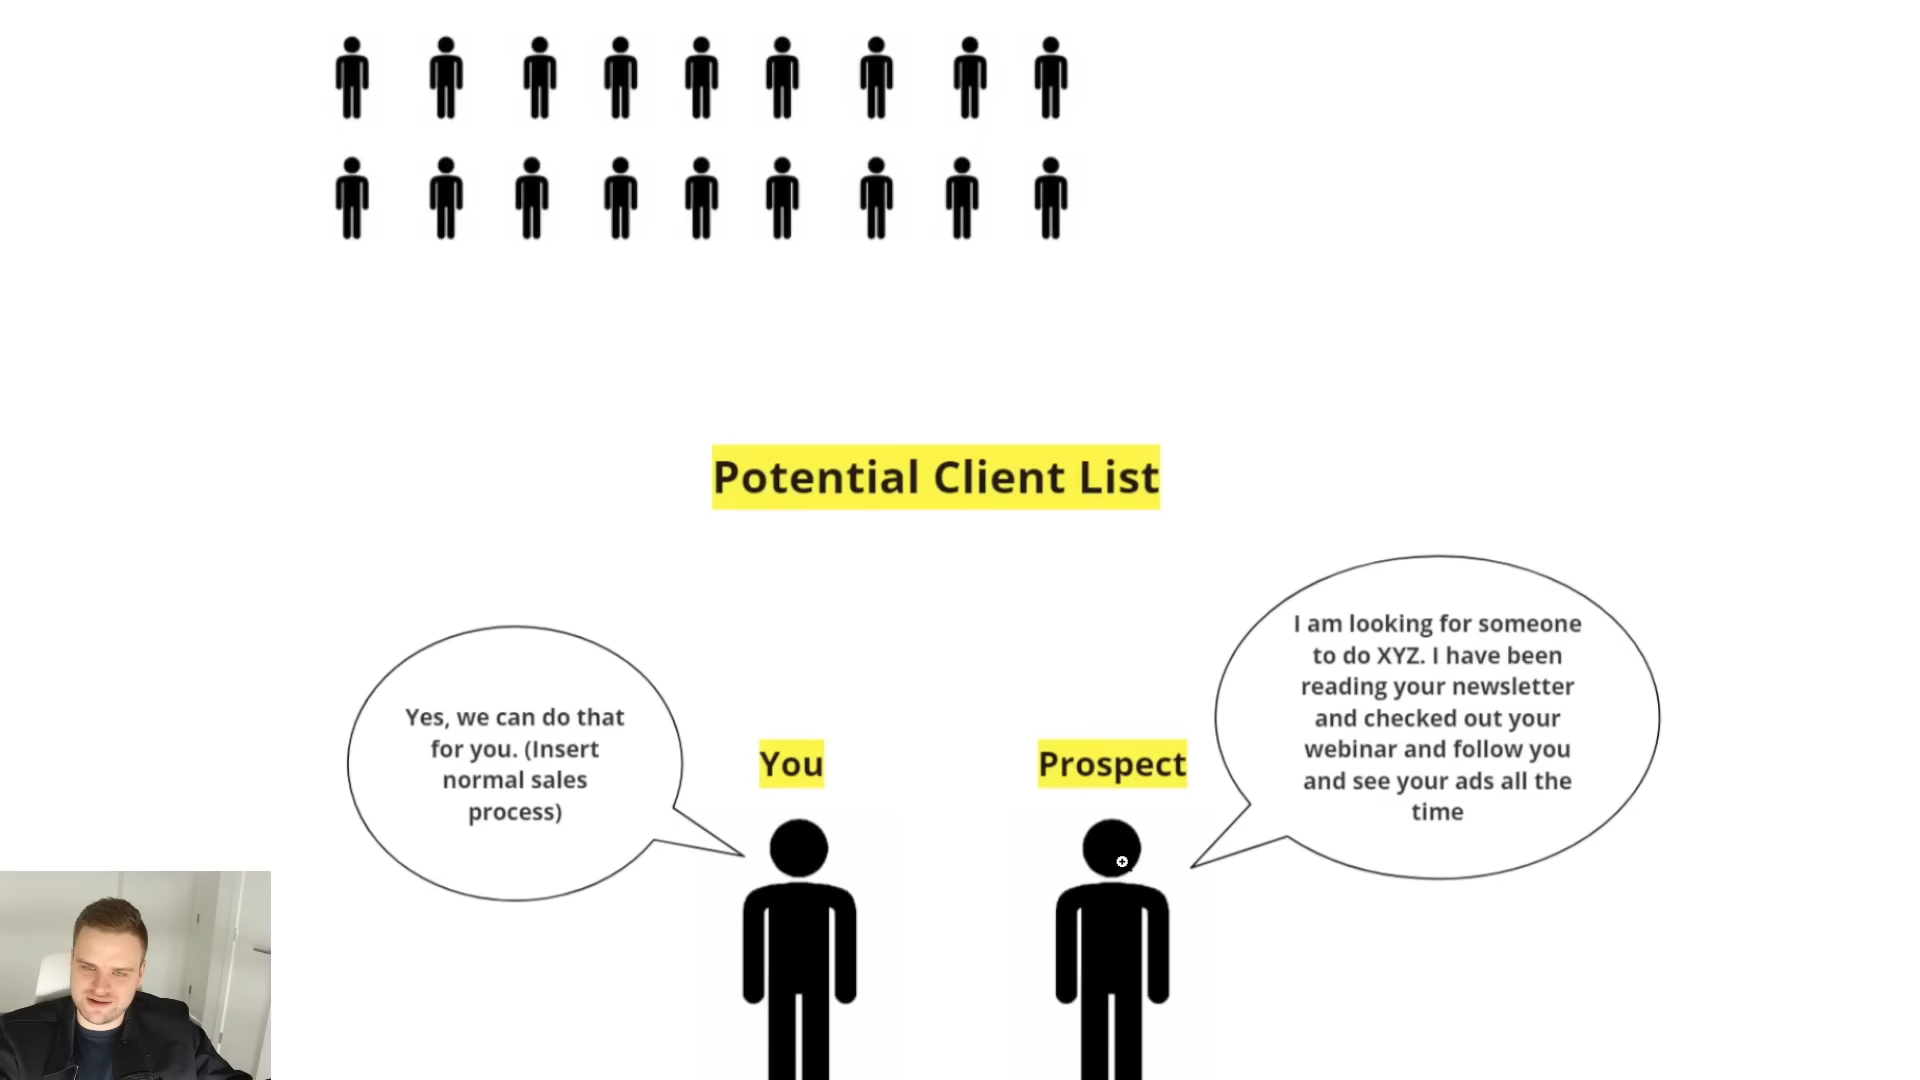 Potential Client List
Yes, we can do that
for you. (Insert
normal sales
process)
You
Prospect
I am looking for someone
to do XYZ. I have been
reading your newsletter
and checked out your
webinar and follow you
and see your ads all the
time